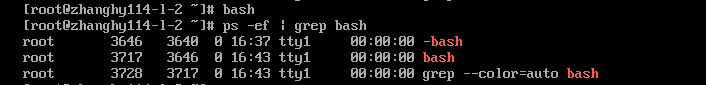 [root@zhanghy114-l-2 ~]# bash
[root@zhanghy114-l-2 ~]# ps -ef | grep bash
root 3646 3640 0 16:37 tty1 00:00:00 -bash
root 3717 3646 0 16:43 tty1 00:00:00 bash
root 3728 3717 0 16:43 tty1 00:00:00 grep --color=auto bash